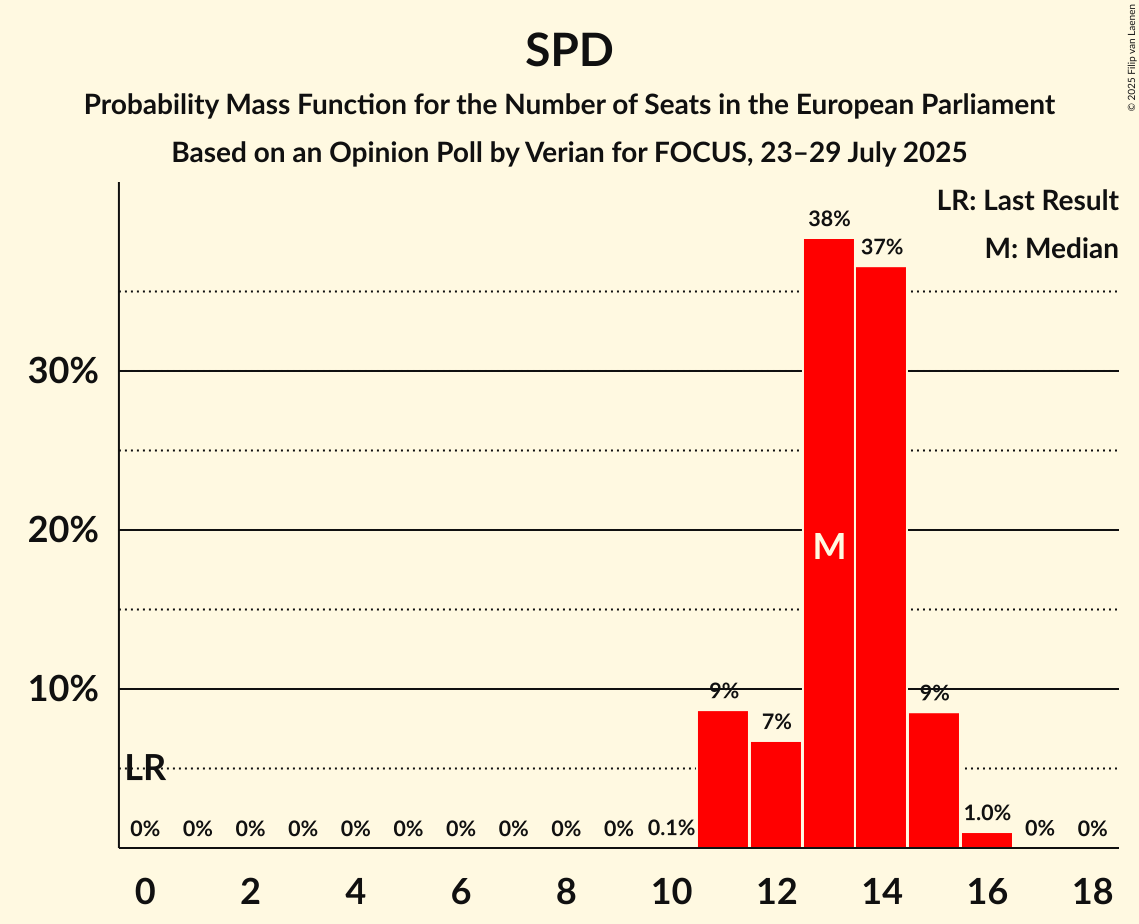 SPD
Probability Mass Function for the Number of Seats in the European Parliament
Based on an Opinion Poll by Verian for FOCUS, 23–29 July 2025
© 2025 Filip van Laenen
LR: Last Result
M: Median
38%
37%
30%
20%
M
10%
9%
9%
7%
LR
0% 0% 0% 0% 0% 0% 0% 0% 0% 0% 0.1% 1.0% 0% 0%
0 2 4 6 8 10 12 14 16 18